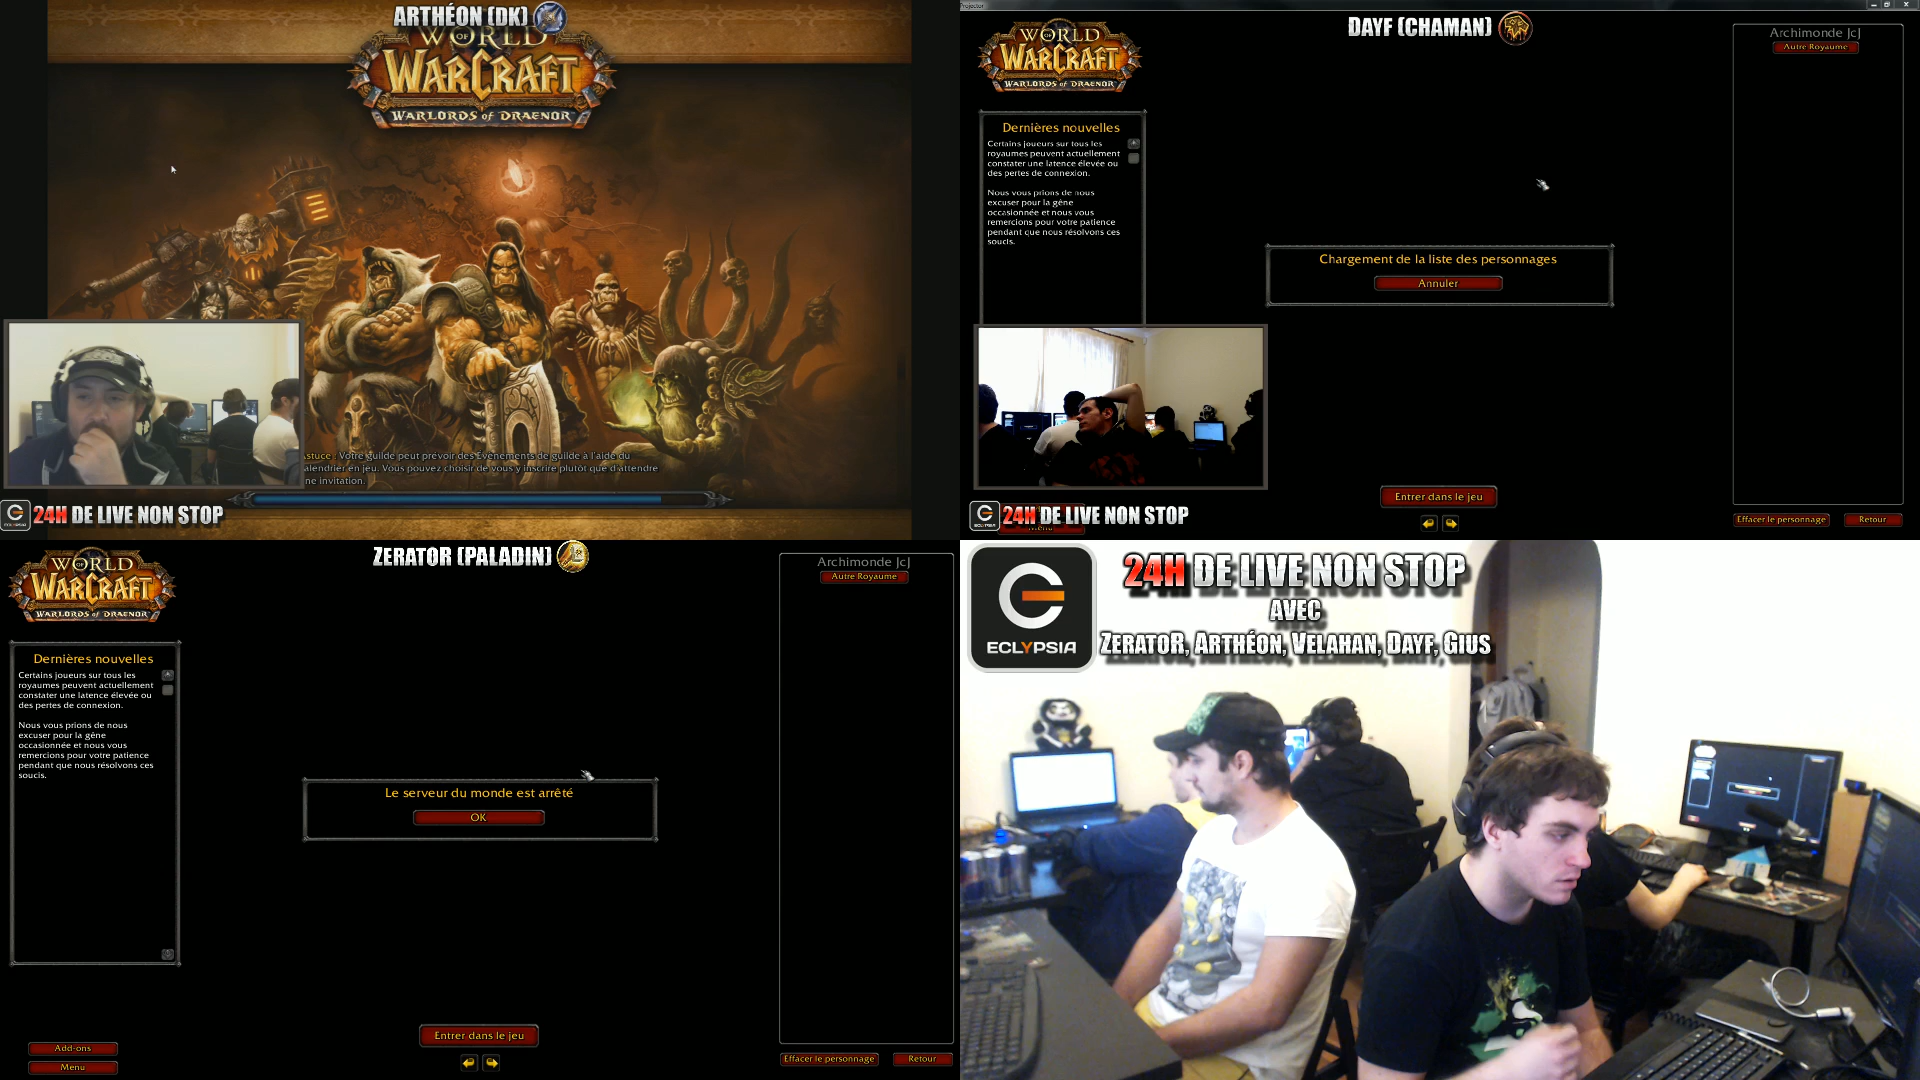 ARTHÉON (DK)
WORLD
OF
WARCRAFT
WARLORDS OF DRAENOR
Astuce : Votre guilde peut prévoir des Évènements de guilde à l'aide du
calendrier en jeu. Vous pouvez choisir de vous y inscrire plutôt que d'attendre
une invitation.
ECLYPSIA
24H DE LIVE NON STOP
Projector
DAYF (CHAMAN)
WORLD
OF
WARCRAFT
WARLORDS OF DRAENOR
Archimonde JcJ
Autre Royaume
Dernières nouvelles
Certains joueurs sur tous les
royaumes peuvent actuellement
constater une latence élevée ou
des pertes de connexion.
Nous vous prions de nous
excuser pour la gêne
occasionnée et nous vous
remercions pour votre patience
pendant que nous résolvons ces
soucis.
Chargement de la liste des personnages
Annuler
Entrer dans le jeu
Effacer le personnage
Retour
ECLYPSIA
24H DE LIVE NON STOP
ZERATOR (PALADIN)
WORLD
OF
WARCRAFT
WARLORDS OF DRAENOR
Archimonde JcJ
Autre Royaume
Dernières nouvelles
Certains joueurs sur tous les
royaumes peuvent actuellement
constater une latence élevée ou
des pertes de connexion.
Nous vous prions de nous
excuser pour la gêne
occasionnée et nous vous
remercions pour votre patience
pendant que nous résolvons ces
soucis.
Le serveur du monde est arrêté
OK
Entrer dans le jeu
Add-ons
Menu
Effacer le personnage
Retour
ECLYPSIA
24H DE LIVE NON STOP
AVEC
ZERATOR, ARTHÉON, VELAHAN, DAYF, GIUS